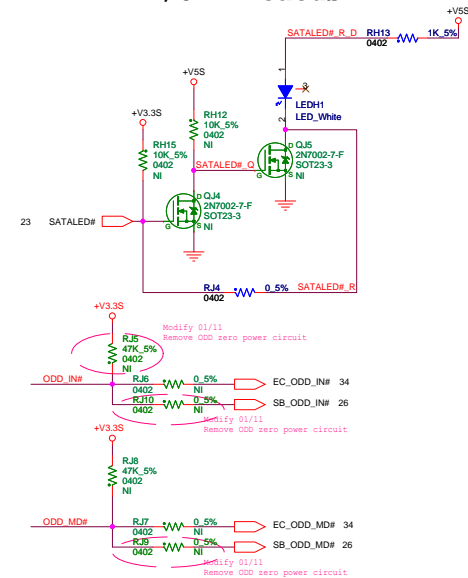 +V5S
SATALED#_R_D
RH13
1K_5%
0402
+V5S
1
3
+V3.3S
RH12
10K_5%
0402
NI
LEDH1
LED_White
2
RH15
10K_5%
0402
NI
QJ5
2N7002-7-F
SOT23-3
NI
SATALED#_Q
D
G
S
QJ4
2N7002-7-F
SOT23-3
NI
D
G
S
23 SATALED#
RJ4
0402
0_5%
SATALED#_R
+V3.3S
Modify 01/11
Remove ODD zero power circuit
RJ5
47K_5%
0402
NI
ODD_IN#
RJ6
0402
0_5%
NI
EC_ODD_IN# 34
RJ10
0402
0_5%
NI
SB_ODD_IN# 26
Modify 01/11
Remove ODD zero power circuit
+V3.3S
RJ8
47K_5%
0402
NI
ODD_MD#
RJ7
0402
0_5%
NI
EC_ODD_MD# 34
RJ9
0402
0_5%
NI
SB_ODD_MD# 26
Modify 01/11
Remove ODD zero power circuit